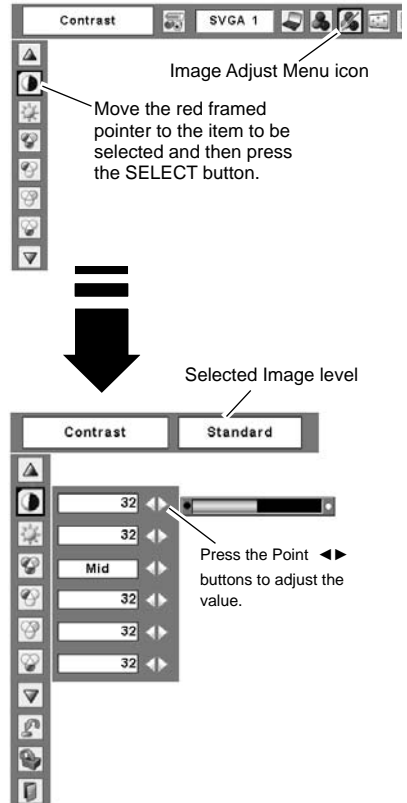 Contrast
SVGA 1
Image Adjust Menu icon
Move the red framed
pointer to the item to be
selected and then press
the SELECT button.
Selected Image level
Contrast
Standard
32
32
Mid
32
32
32
Press the Point ◄►
buttons to adjust the
value.